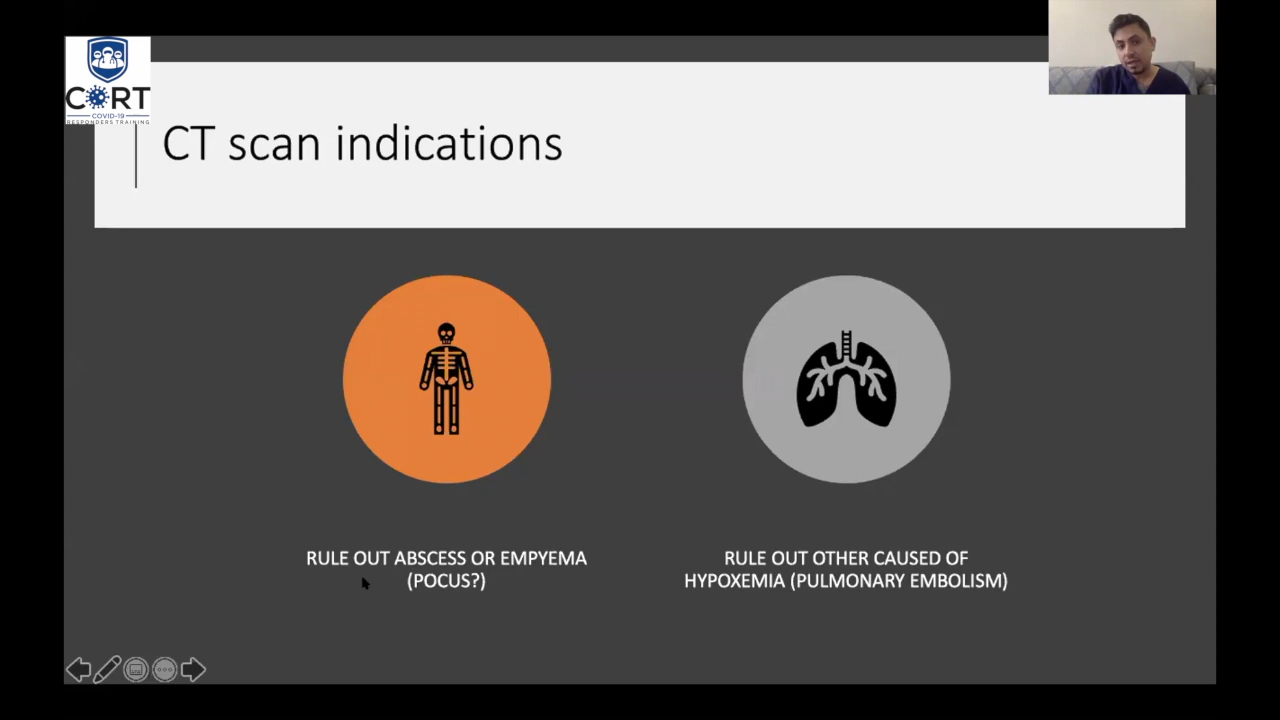 CORT
COVID-19
RESPONDERS TRAINING
CT scan indications
RULE OUT ABSCESS OR EMPYEMA
(POCUS?)
RULE OUT OTHER CAUSED OF
HYPOXEMIA (PULMONARY EMBOLISM)